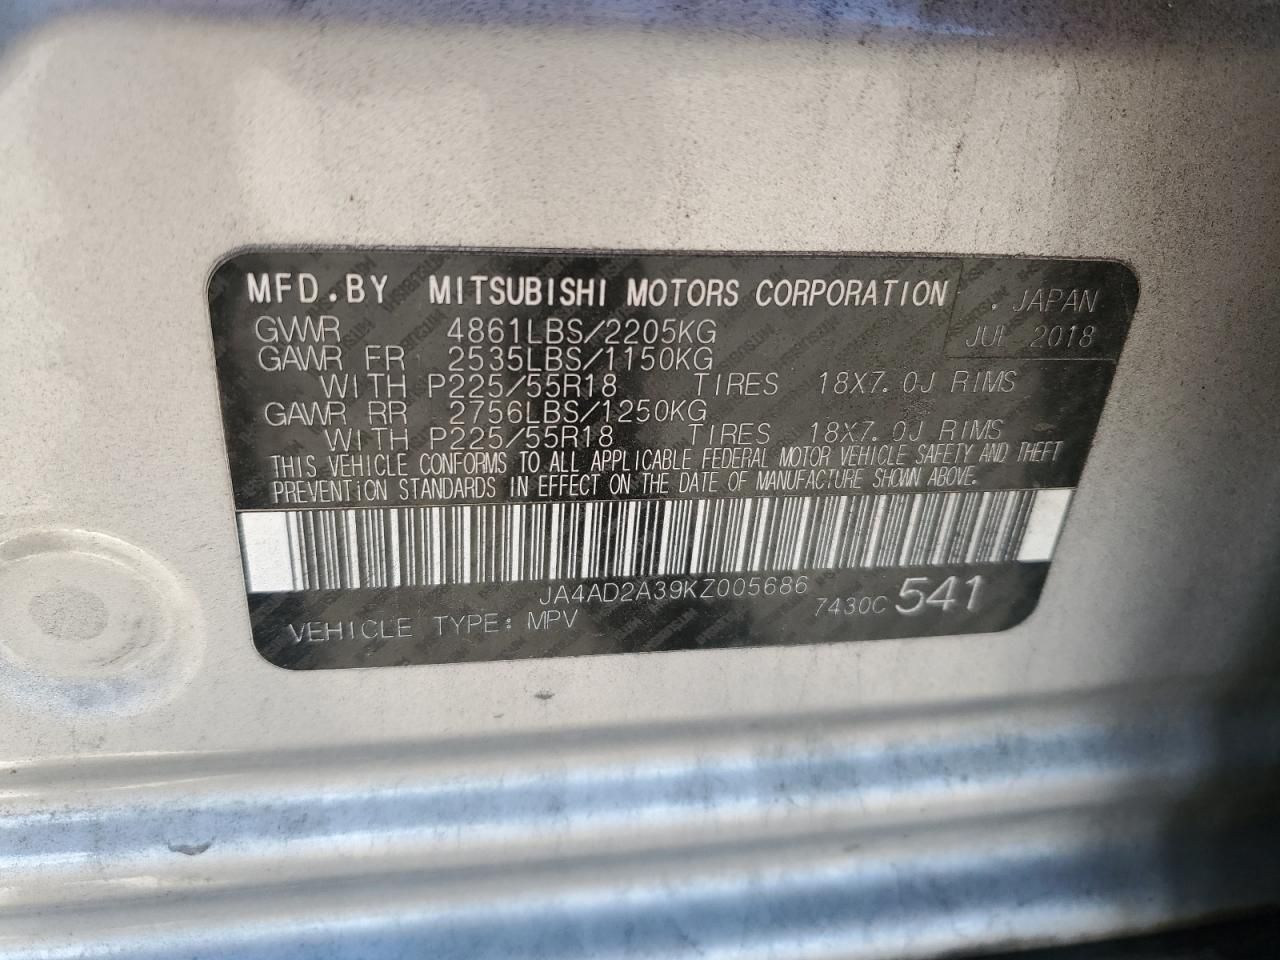 MFD.BY MITSUBISHI MOTORS CORPORATION . JAPAN
GVWR 4861LBS/2205KG JUL 2018
GAWR FR 2535LBS/1150KG
WITH P225/55R18 TIRES 18X7.0J RIMS
GAWR RR 2756LBS/1250KG
WITH P225/55R18 TIRES 18X7.0J RIMS
THIS VEHICLE CONFORMS TO ALL APPLICABLE FEDERAL MOTOR VEHICLE SAFETY AND THEFT
PREVENTION STANDARDS IN EFFECT ON THE DATE OF MANUFACTURE SHOWN ABOVE.
JA4AD2A39KZ005686
VEHICLE TYPE: MPV 7430C 541